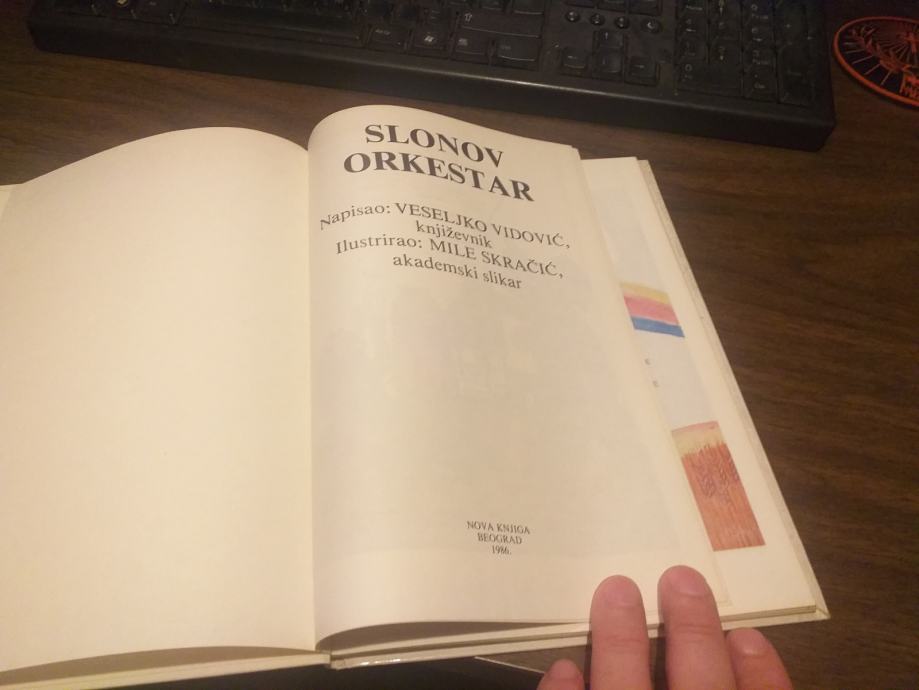 SLONOV
ORKESTAR
Napisao: VESELJKO VIDOVIĆ,
književnik
Ilustrirao: MILE SKRAČIĆ,
akademski slikar
NOVA KNJIGA
BEOGRAD
1986.
E
E